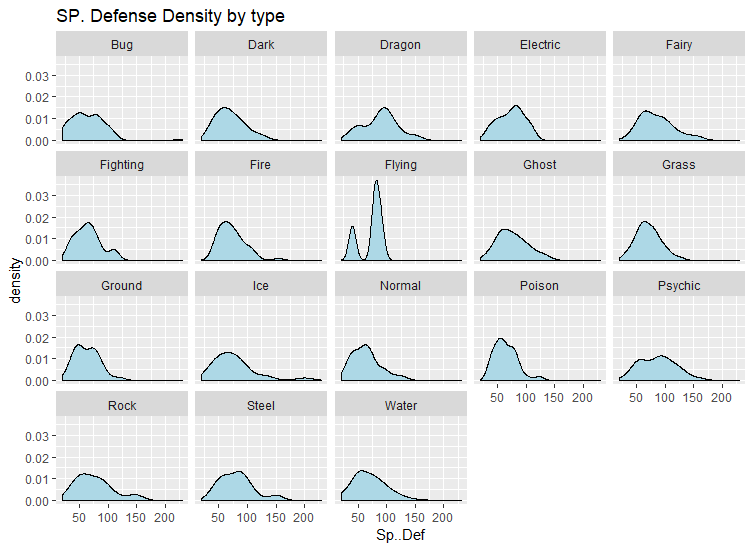 SP. Defense Density by type
Bug Dark Dragon Electric Fairy
0.03
0.02
0.01
0.00
Fighting Fire Flying Ghost Grass
0.03
0.02
0.01
0.00
density
Ground Ice Normal Poison Psychic
0.03
0.02
0.01
0.00
50 100 150 200 50 100 150 200
Rock Steel Water
0.03
0.02
0.01
0.00
50 100 150 200 50 100 150 200 50 100 150 200
Sp..Def